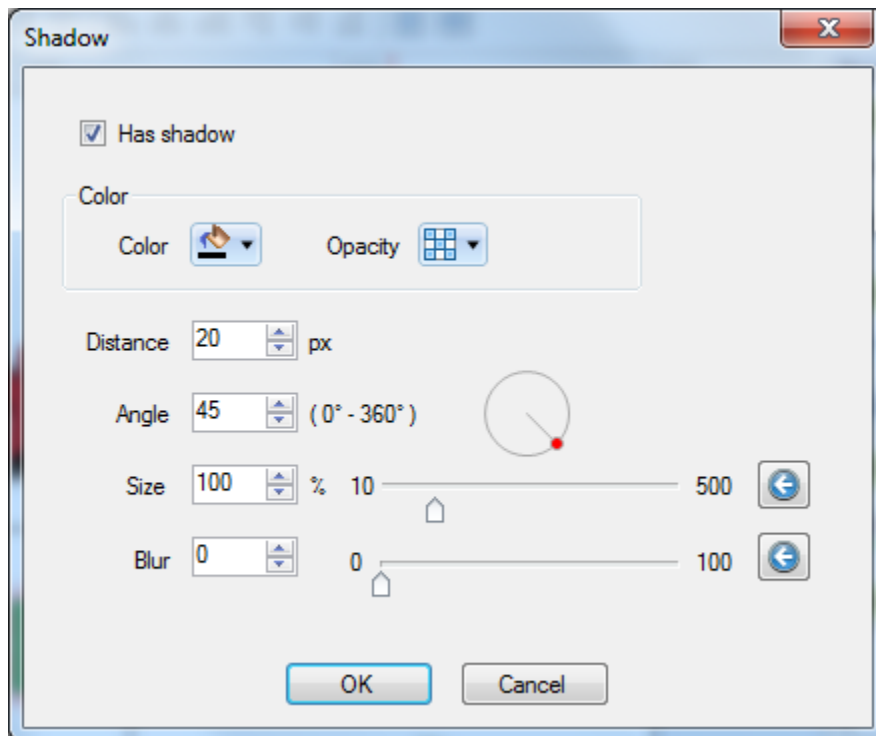 Shadow
Has shadow
Color
Color Opacity
Distance 20 px
Angle 45 ( 0° - 360° )
Size 100 % 10 500
Blur 0 0 100
OK Cancel